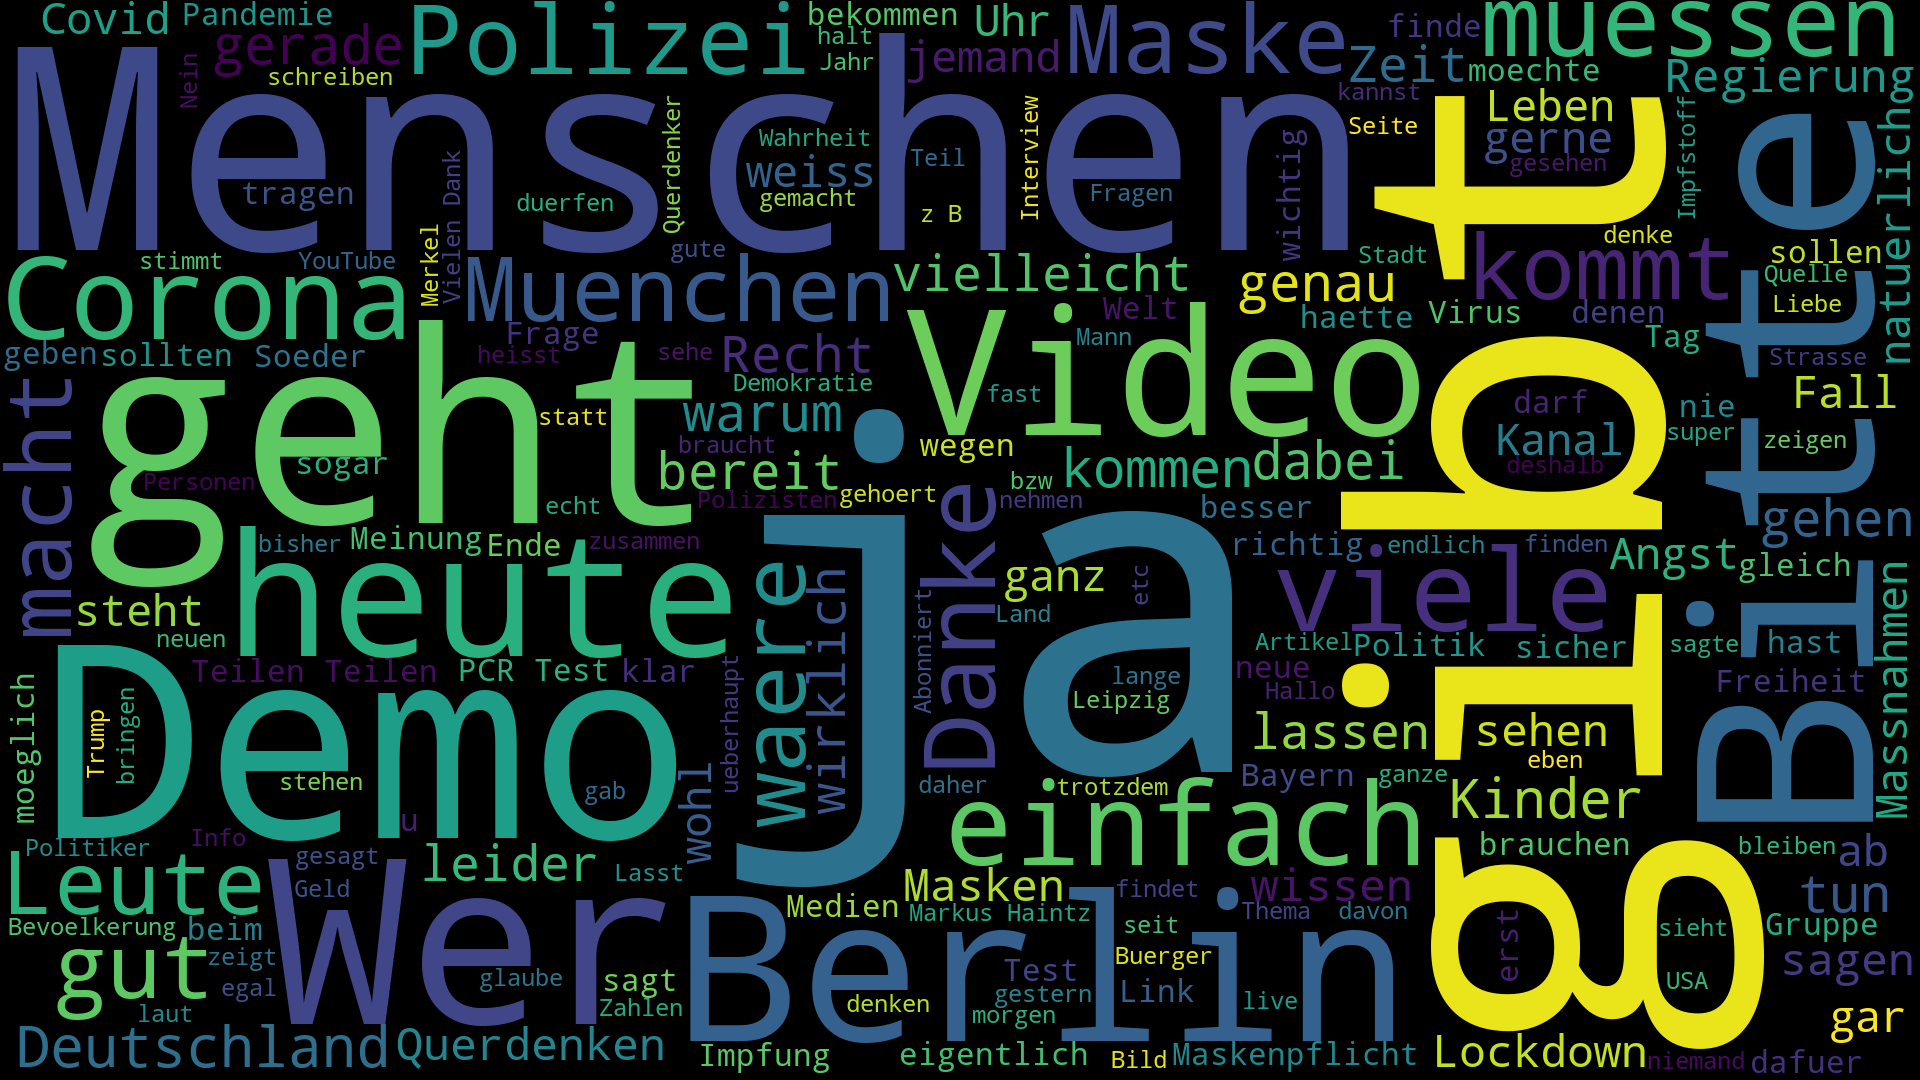 Covid Pandemie
gerade
Polizei
bekommen
halt
Jahr
Uhr
jemand
Maske
finde
Zeit
moechte
muessen
Regierung
Nein
schreiben
Menschen
kannst
Leben
Seite
gerne
gesehen
Impfstoff
natuerlich
gibt
Bitte
tragen
Vielen Dank
duerfen
Querdenker
Wahrheit
weiss
gemacht
Teil
z B
Interview
Fragen
wichtig
Stadt
denke
sollen
Quelle
Liebe
stimmt
YouTube
Merkel
gute
Corona
Muenchen
vielleicht
genau
kommt
Welt
haette
Virus
denen
Tag
Strasse
geben
sollten
Soeder
Frage
heisst
sehe
Recht
Demokratie
Mann
Video
fast
macht
geht
statt
warum
braucht
wegen
darf
Kanal
deshalb
nie
super
Fall
zeigen
sogar
Personen
bereit
Polizisten
gehoert
bzw
kommen
dabei
nehmen
besser
gehen
echt
bisher
Meinung
Ende
zusammen
richtig
endlich
finden
Angst
gleich
heute
steht
neuen
waere
wirklich
Danke
ja
ganz
etc
Land
viele
Artikel
Politik
sicher
sagte
hast
Massnahmen
Teilen Teilen
PCR Test
klar
ueberhaupt
Abonniert
lange
Leipzig
neue
Hallo
Freiheit
moeglich
Demo
Trump
bringen
stehen
gab
wohl
daher
trotzdem
lassen
sehen
eben
Bayern
ganze
Kinder
einfach
Politiker
Info
u
gesagt
Geld
leider
Lasst
brauchen
bleiben
ab
Leute
Bevoelkerung
beim
zeigt
egal
gut
laut
Wer
glaube
sagt
Zahlen
Medien
Masken
Markus Haintz
findet
seit
wissen
Thema
davon
tun
Gruppe
sieht
erst
sagen
USA
gar
Berlin
Buerger
Test
gestern
Link
denken
morgen
live
Deutschland
Querdenken
Impfung
eigentlich
Bild
Maskenpflicht
Lockdown
niemand
dafuer